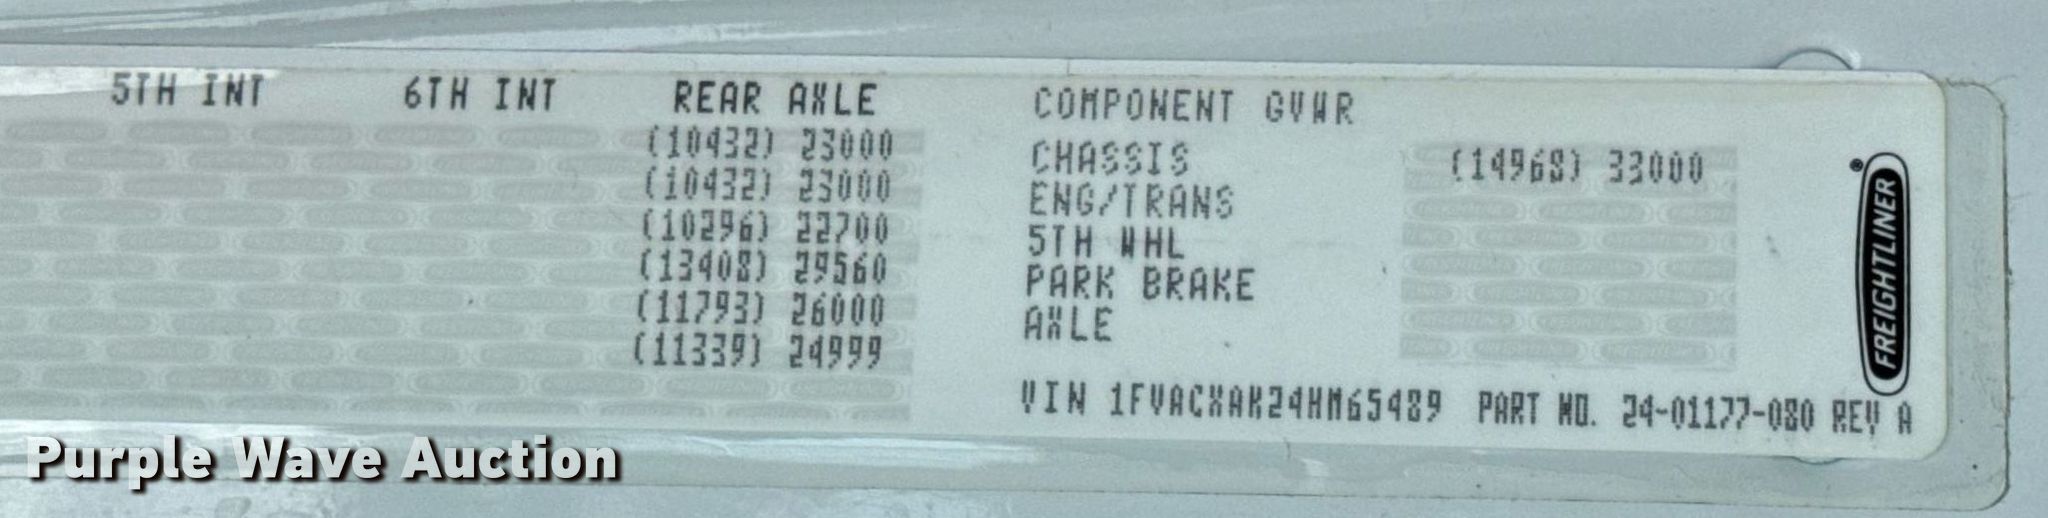 5TH INT 6TH INT REAR AXLE COMPONENT GVWR
(10432) 23000 CHASSIS (14968) 33000
(10432) 23000 ENG/TRANS
(10296) 22700 5TH WHL
(13408) 29560 PARK BRAKE
(11793) 26000 AXLE
(11339) 24999
VIN 1FVACXAK24HM65489 PART NO. 24-01177-080 REV A
FREIGHTLINER®
Purple Wave Auction